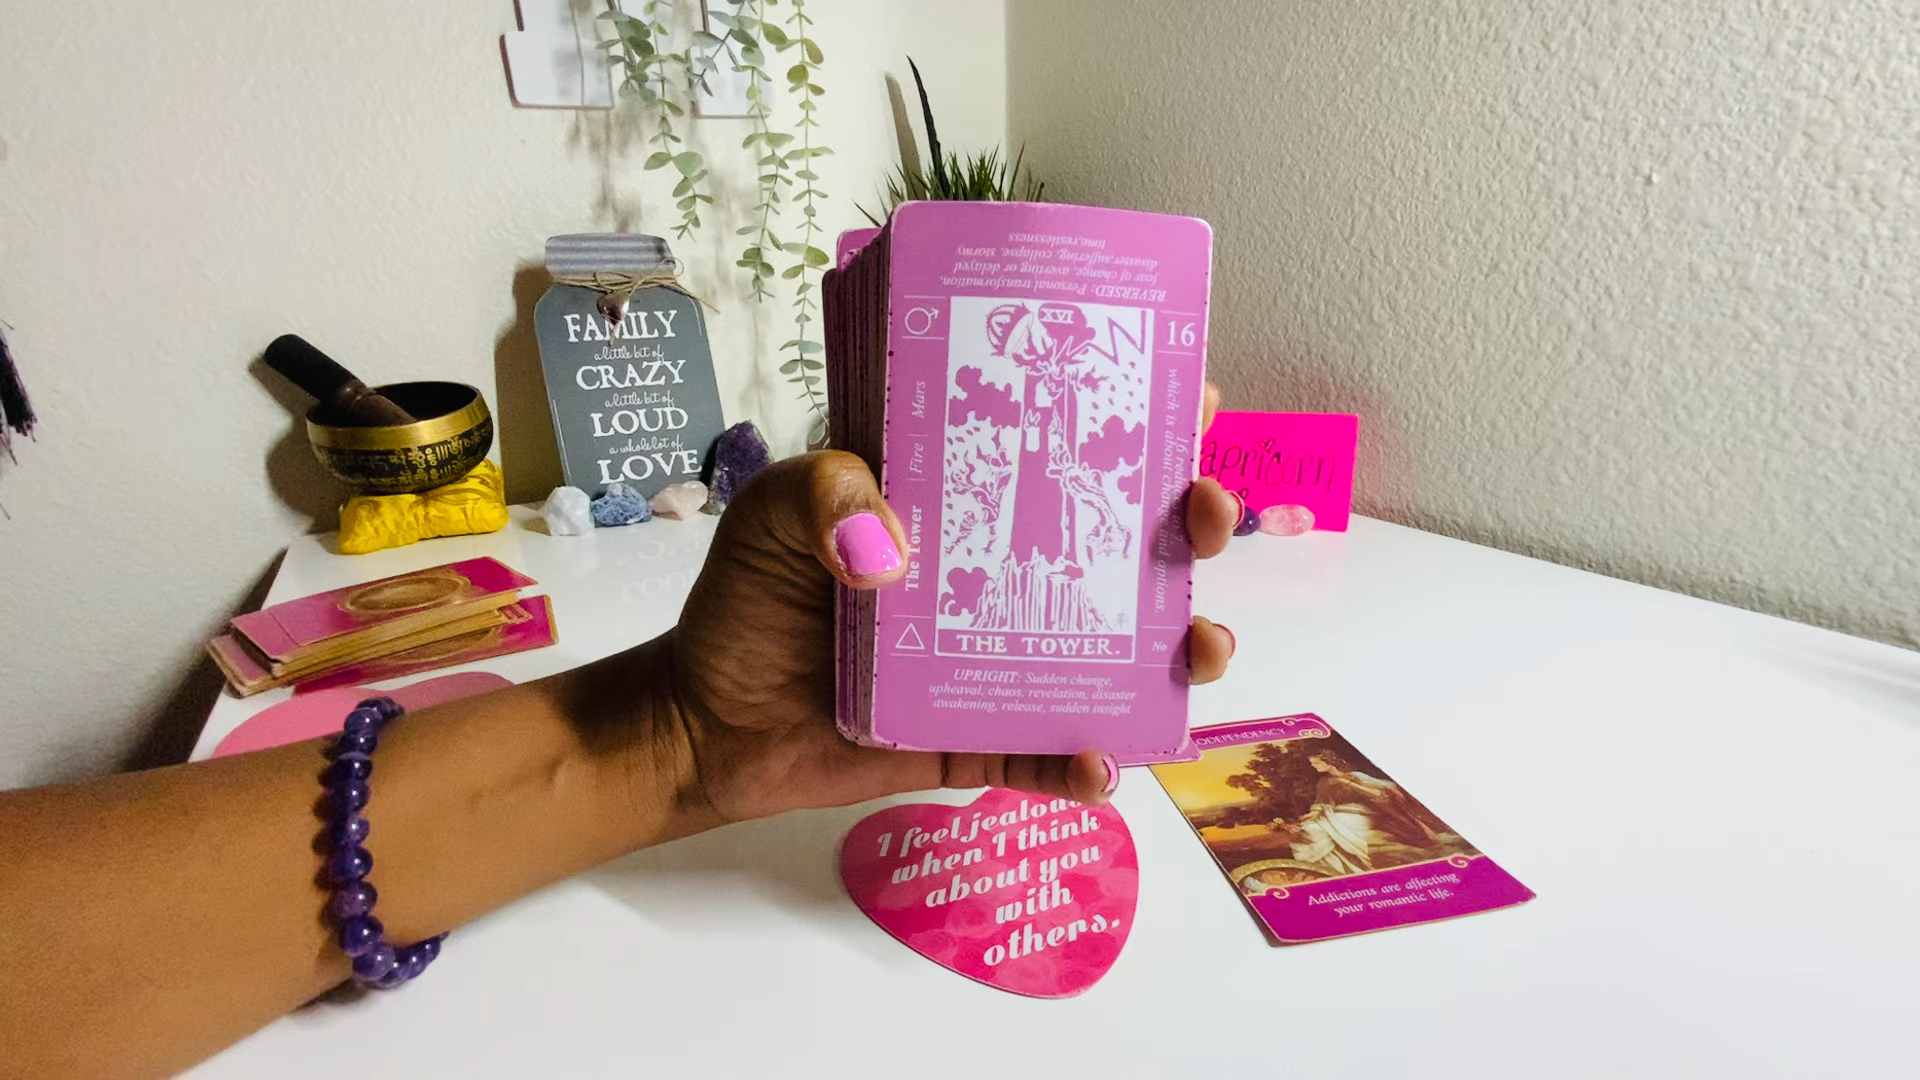 FAMILY
a little bit of
CRAZY
a little bit of
LOUD
a whole lot of
LOVE
REVERSED: Personal transformation,
fear of change, averting or delayed
disaster,suffering, collapse, stormy
time,restlessness
XVI
16
Mars
Fire
The Tower
which is about change and options.
No
THE TOWER.
UPRIGHT: Sudden change,
upheaval, chaos, revelation, disaster
awakening, release, sudden insight
apricorn
I feel jealous
when I think
about you
with
others.
ODEPENDENCY
Addictions are affecting
your romantic life.